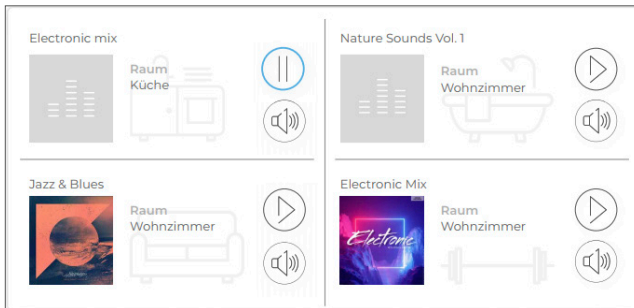 Electronic mix
Raum
Küche
Nature Sounds Vol. 1
Raum
Wohnzimmer
Jazz & Blues
Raum
Wohnzimmer
Electronic Mix
Electronic
Raum
Wohnzimmer